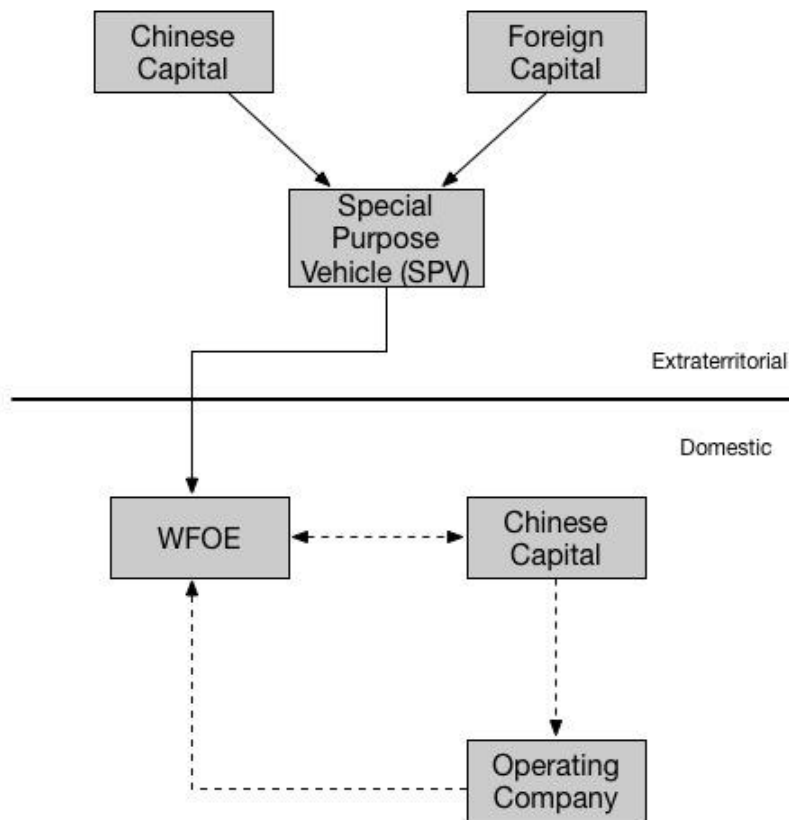 Chinese
Capital
Foreign
Capital
Special
Purpose
Vehicle (SPV)
Extraterritorial
Domestic
WFOE
Chinese
Capital
Operating
Company